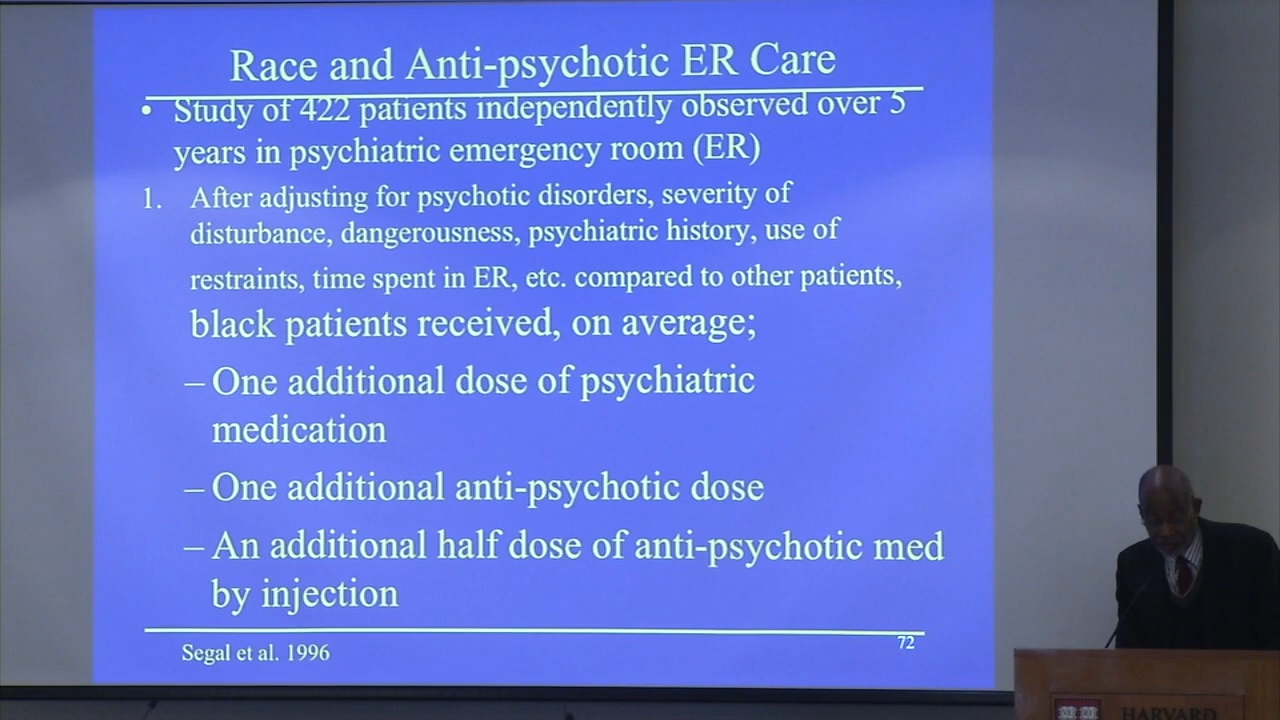 Race and Anti-psychotic ER Care
• Study of 422 patients independently observed over 5
years in psychiatric emergency room (ER)
1. After adjusting for psychotic disorders, severity of
disturbance, dangerousness, psychiatric history, use of
restraints, time spent in ER, etc. compared to other patients,
black patients received, on average;
– One additional dose of psychiatric
medication
– One additional anti-psychotic dose
– An additional half dose of anti-psychotic med
by injection
Segal et al. 1996
72
HARVARD